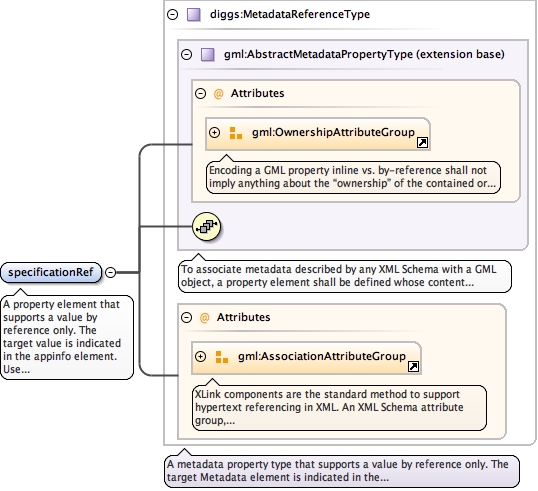 diggs:MetadataReferenceType
gml:AbstractMetadataPropertyType (extension base)
@ Attributes
gml:OwnershipAttributeGroup
Encoding a GML property inline vs. by-reference shall not
imply anything about the “ownership” of the contained or...
To associate metadata described by any XML Schema with a GML
object, a property element shall be defined whose content...
specificationRef
A property element that
supports a value by
reference only. The
target value is indicated
in the appinfo element.
Use...
@ Attributes
gml:AssociationAttributeGroup
XLink components are the standard method to support
hypertext referencing in XML. An XML Schema attribute
group,...
A metadata property type that supports a value by reference only. The
target Metadata element is indicated in the...